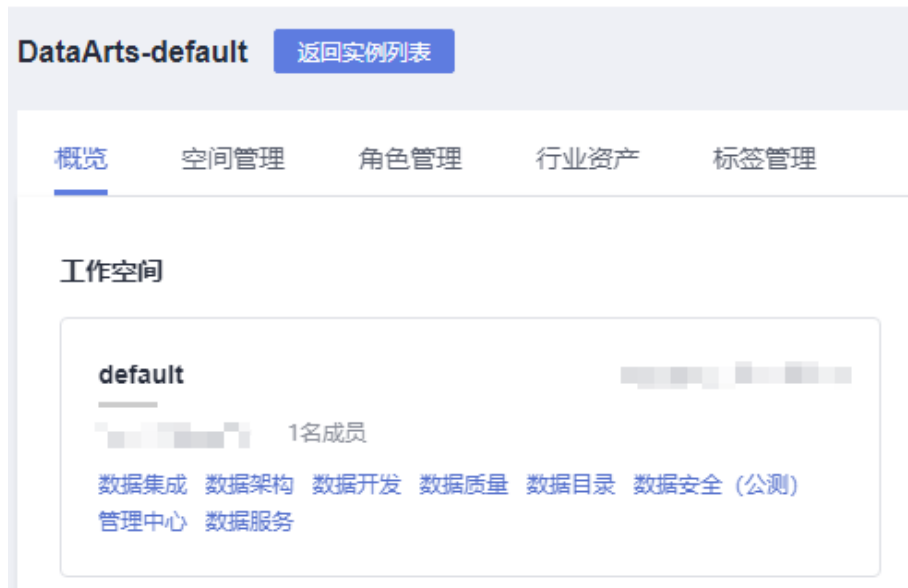 DataArts-default 返回实例列表
概览 空间管理 角色管理 行业资产 标签管理
工作空间
default
1名成员
数据集成 数据架构 数据开发 数据质量 数据目录 数据安全 (公测)
管理中心 数据服务